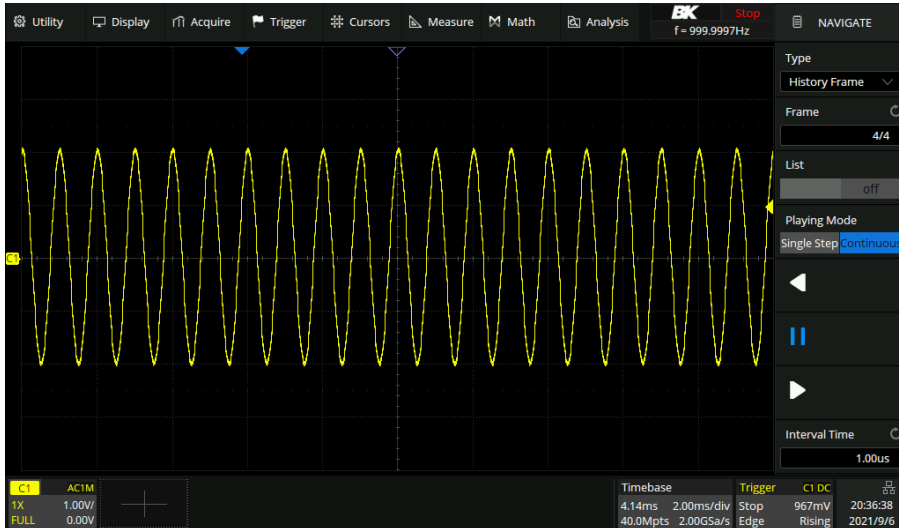 Utility Display Acquire Trigger Cursors Measure Math Analysis BK Stop NAVIGATE
f = 999.9997Hz
Type
History Frame
Frame
4/4
List
off
Playing Mode
Single Step Continuous
C1
Interval Time
1.00us
C1 AC1M Timebase Trigger C1 DC
1X 1.00V/ 4.14ms 2.00ms/div Stop 967mV 20:36:38
FULL 0.00V 40.0Mpts 2.00GSa/s Edge Rising 2021/9/6